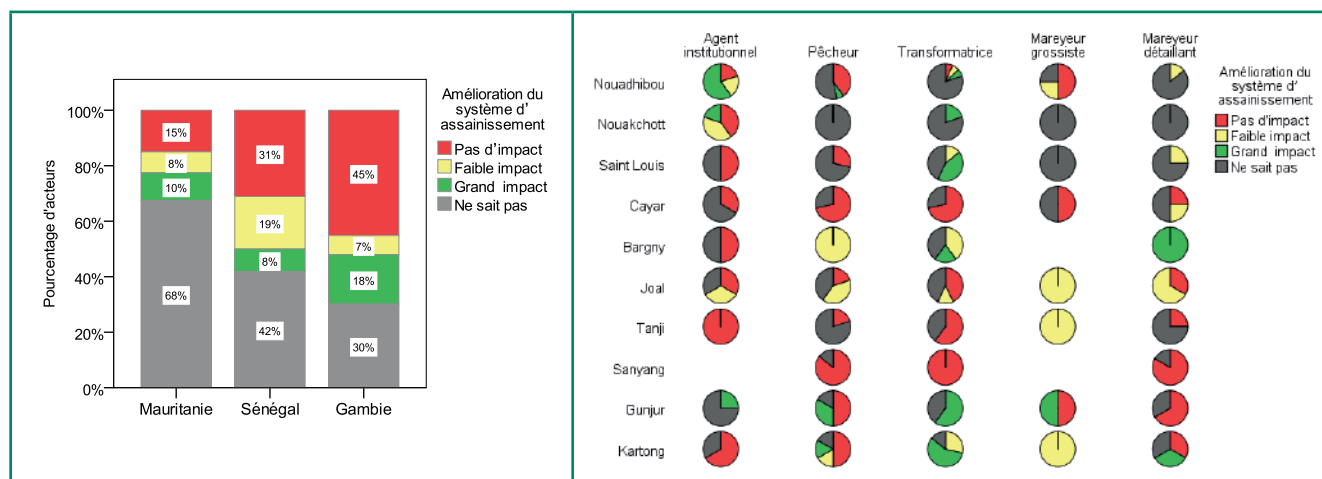 Amélioration du
système d'
assainissement
Pas d'impact
Faible impact
Grand impact
Ne sait pas
Pourcentage d'acteurs
100%
80%
60%
40%
20%
0%
15%
8%
10%
68%
31%
19%
8%
42%
45%
7%
18%
30%
Mauritanie
Sénégal
Gambie
Agent
institutionnel
Pêcheur
Transformatrice
Mareyeur
grossiste
Mareyeur
détaillant
Nouadhibou
Nouakchott
Saint Louis
Cayar
Bargny
Joal
Tanji
Sanyang
Gunjur
Kartong
Amélioration du
système d'
assainissement
Pas d'impact
Faible impact
Grand impact
Ne sait pas